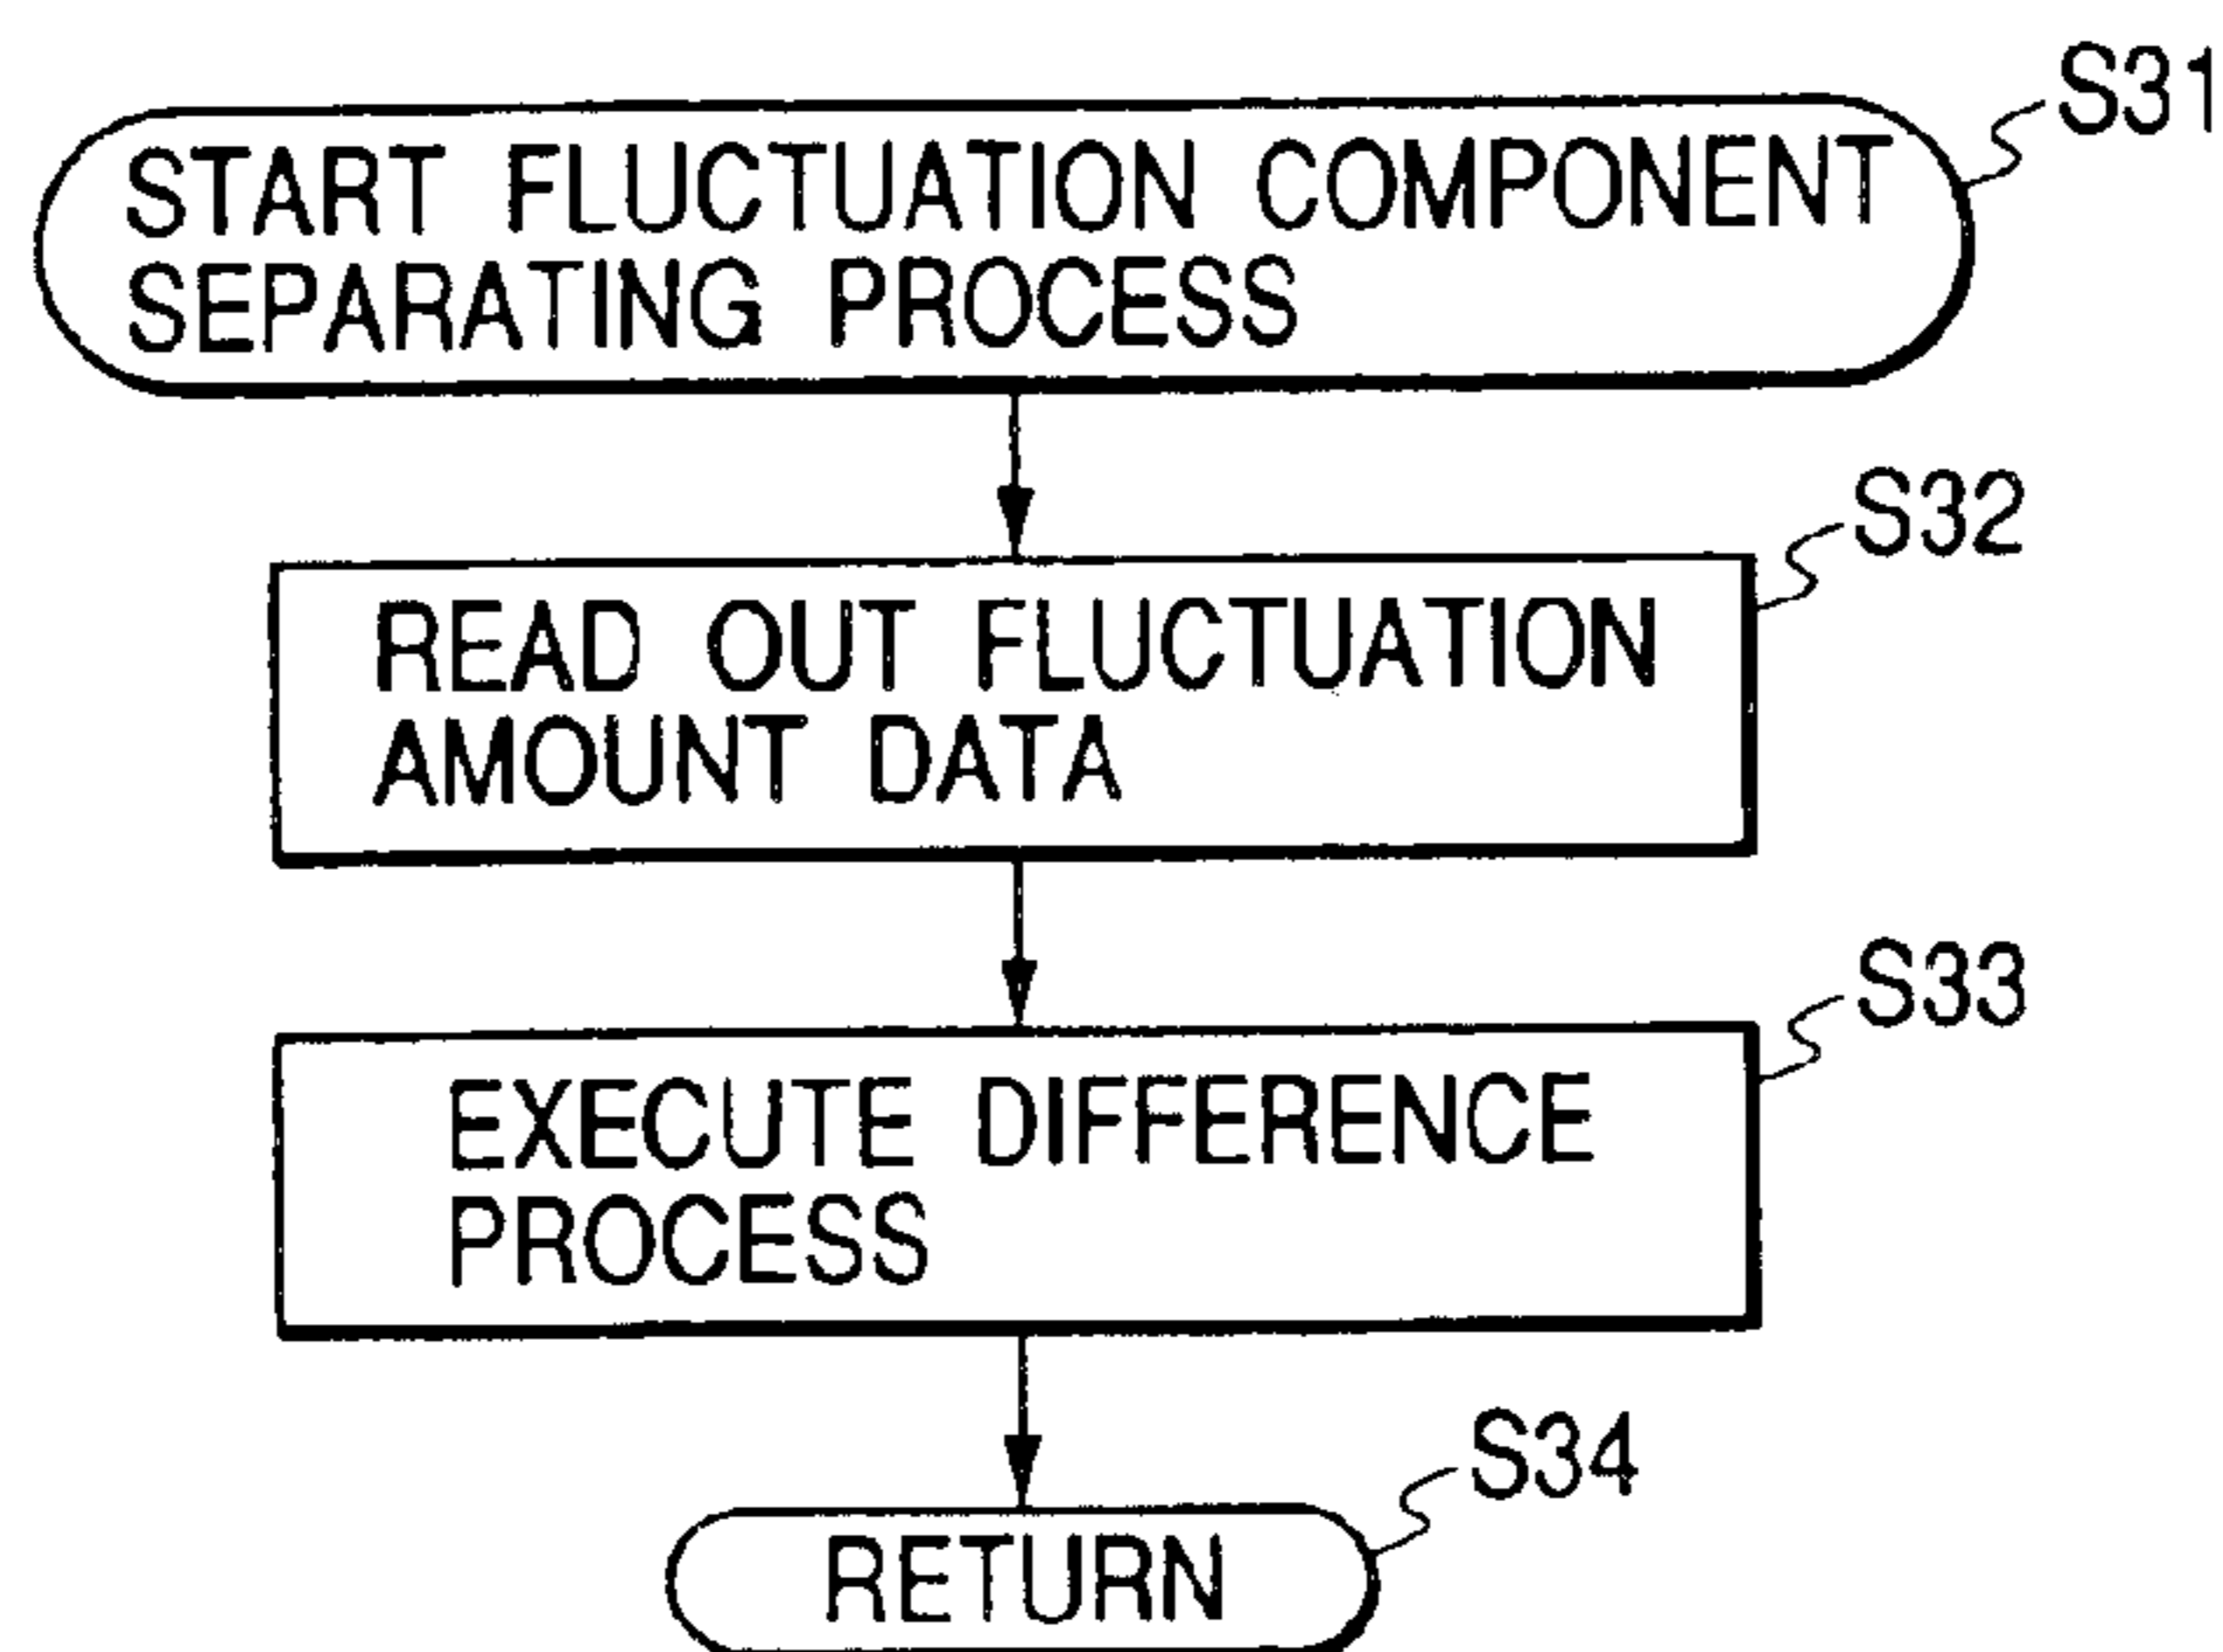 S31
START FLUCTUATION COMPONENT
SEPARATING PROCESS
S32
READ OUT FLUCTUATION
AMOUNT DATA
S33
EXECUTE DIFFERENCE
PROCESS
S34
RETURN